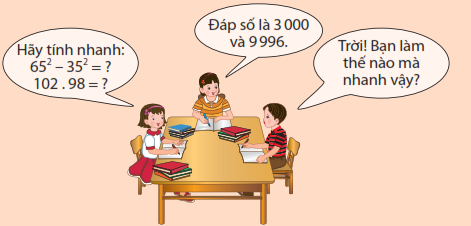 Hãy tính nhanh:
65² – 35² = ?
102 . 98 = ?
Đáp số là 3 000
và 9 996.
Trời! Bạn làm
thế nào mà
nhanh vậy?